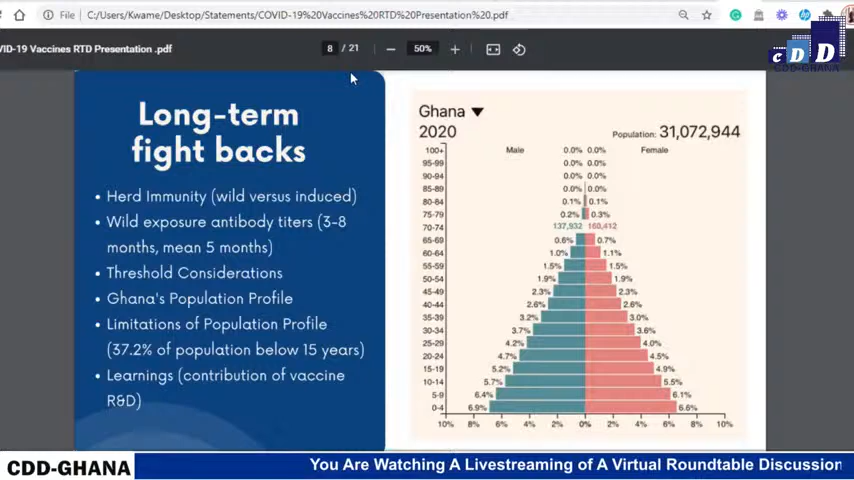 File C:/Users/Kwame/Desktop/Statements/COVID-19%20Vaccines%20RTD%20Presentation%20.pdf
VID-19 Vaccines RTD Presentation .pdf
8 / 21
− 50% +
CDD
CDD-GHANA
Long-term
fight backs
• Herd Immunity (wild versus induced)
• Wild exposure antibody titers (3-8
months, mean 5 months)
• Threshold Considerations
• Ghana's Population Profile
• Limitations of Population Profile
(37.2% of population below 15 years)
• Learnings (contribution of vaccine
R&D)
Ghana ▼
2020
Population: 31,072,944
Male Female
100+ 0.0% 0.0%
95-99 0.0% 0.0%
90-94 0.0% 0.0%
85-89 0.0% 0.0%
80-84 0.1% 0.1%
75-79 0.2% 0.3%
70-74 137,932 160,412
65-69 0.6% 0.7%
60-64 1.0% 1.1%
55-59 1.5% 1.5%
50-54 1.9% 1.9%
45-49 2.3% 2.3%
40-44 2.6% 2.6%
35-39 3.2% 3.0%
30-34 3.7% 3.6%
25-29 4.2% 4.0%
20-24 4.7% 4.5%
15-19 5.2% 4.9%
10-14 5.7% 5.5%
5-9 6.4% 6.1%
0-4 6.9% 6.6%
10% 8% 6% 4% 2% 0% 2% 4% 6% 8% 10%
CDD-GHANA
You Are Watching A Livestreaming of A Virtual Roundtable Discussion